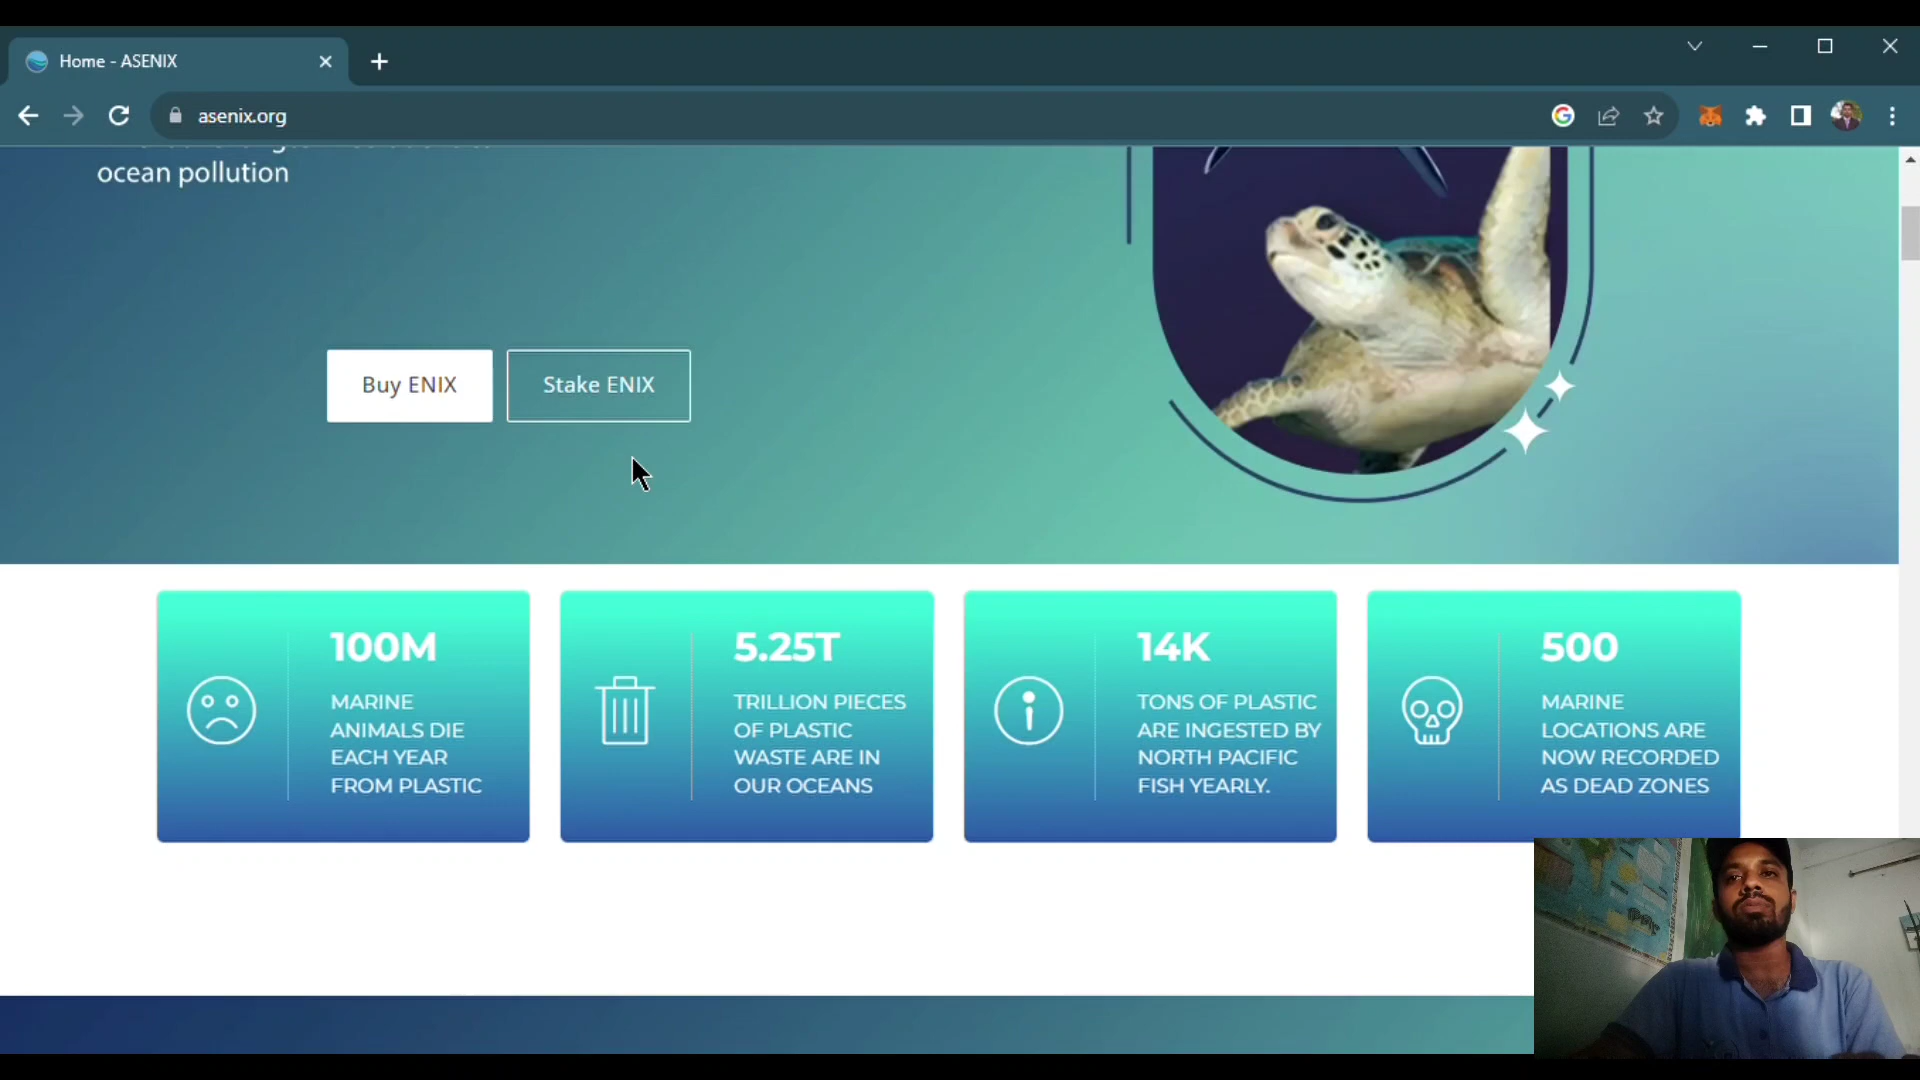 Home - ASENIX
asenix.org
ocean pollution
Buy ENIX
Stake ENIX
100M
MARINE
ANIMALS DIE
EACH YEAR
FROM PLASTIC
5.25T
TRILLION PIECES
OF PLASTIC
WASTE ARE IN
OUR OCEANS
14K
TONS OF PLASTIC
ARE INGESTED BY
NORTH PACIFIC
FISH YEARLY.
500
MARINE
LOCATIONS ARE
NOW RECORDED
AS DEAD ZONES